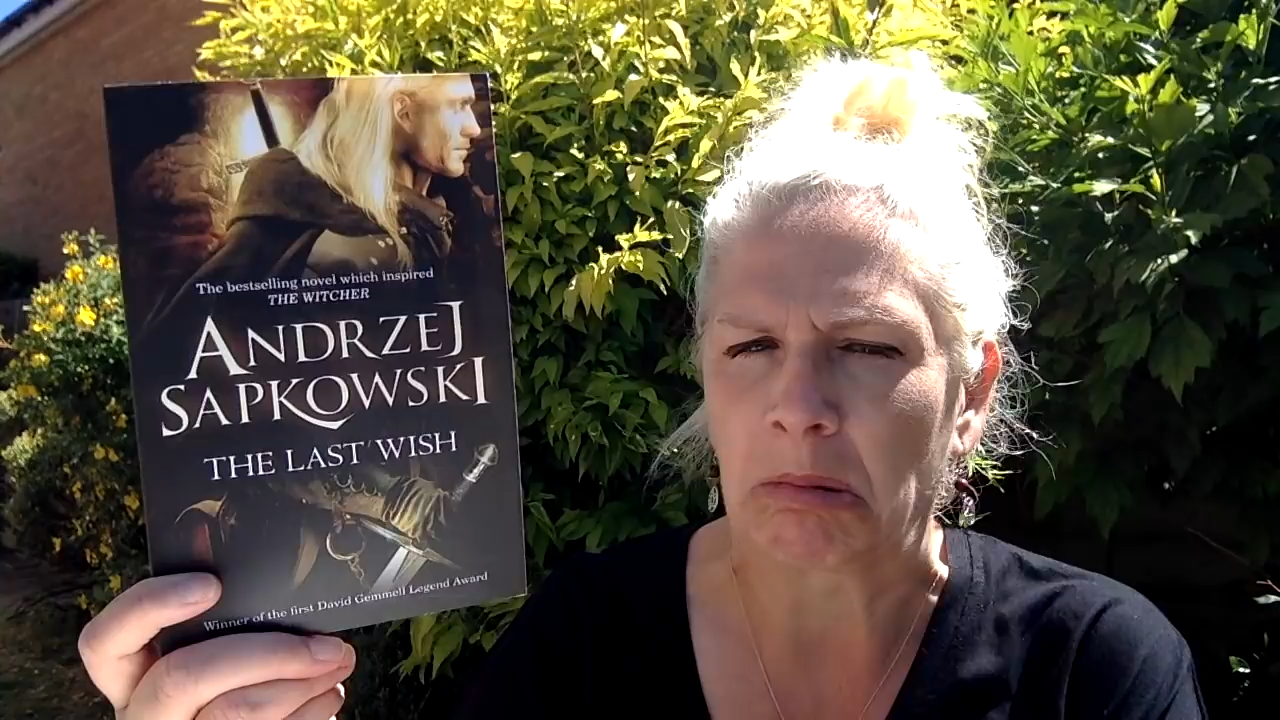 The bestselling novel which inspired
THE WITCHER
ANDRZEJ
SAPKOWSKI
THE LAST WISH
Winner of the first David Gemmell Legend Award